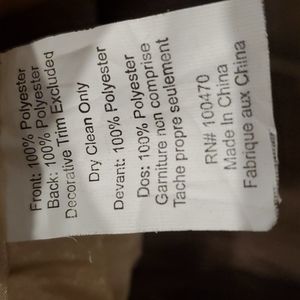 Front: 100% Polyester
Back: 100% Polyester
Decorative Trim Excluded
Dry Clean Only
Devant: 100% Polyester
Dos: 100% Polyester
Garniture non comprise
Tache propre seulement
RN# 100470
Made In China
Fabrique aux China